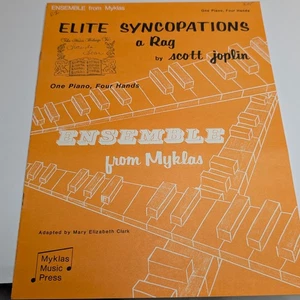 ENSEMBLE from Myklas
One Piano, Four Hands
ELITE SYNCOPATIONS
a Rag
by scott joplin
One Piano, Four Hands
ENSEMBLE
from Myklas
Adapted by Mary Elizabeth Clark
Myklas
Music
Press